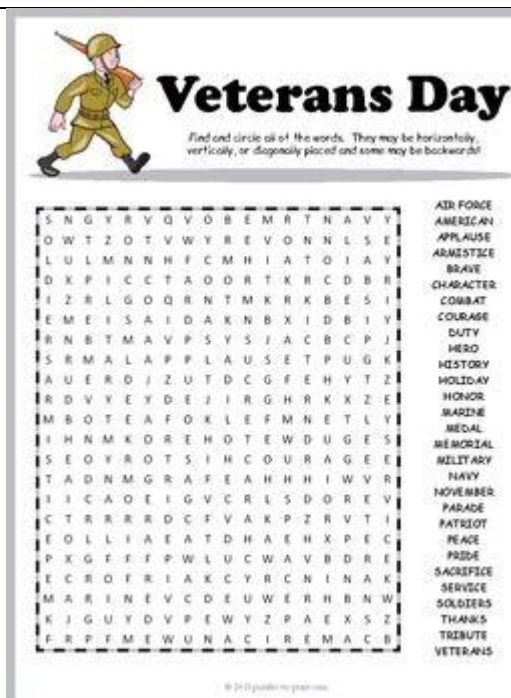 Veterans Day
Find and circle all of the words. They may be horizontally,
vertically, or diagonally placed and some may be backwards!
S N G Y R V Q V O B E M R T N A V Y
O W T Z O T V W Y R E V O N N L S E
L U L M N N H F C M H I A T O I A Y
D X P I C C T A O O R T K R C D B R
I Z R L G O Q R N T M K R K B E S I
E M E I S A I D A K N B X I D B I Y
R N B T M A V P S Y S J A C B C P J
S R M A L A P P L A U S E T P U G K
A U E R D J Z U T D C G F E H Y T Z
R D V Y E Y D E J I R G H R K X Z E
M B O T E A F O K L E F M N E T L Y
I H N M K D R E H O T E W D U G E S
S E O Y R O T S I H C O U R A G E E
T A D N M G R A F E A H H H I W V R
I I C A O E I G V C R L S D O R E V
C T R R R R D C F V A K P Z R V T I
E O L L I A E A T D H A E H X P E C
P X G F F F P W L U C W A V B D R E
E C R O F R I A K C Y R C N I N A K
M A R I N E V C D E U W E R H B N W
K J G U Y D V P E W Y Z P A E X S Z
F R P F M E W U N A C I R E M A C B
AIR FORCE
AMERICAN
APPLAUSE
ARMISTICE
BRAVE
CHARACTER
COMBAT
COURAGE
DUTY
HERO
HISTORY
HOLIDAY
HONOR
MARINE
MEDAL
MEMORIAL
MILITARY
NAVY
NOVEMBER
PARADE
PATRIOT
PEACE
PRIDE
SACRIFICE
SERVICE
SOLDIERS
THANKS
TRIBUTE
VETERANS